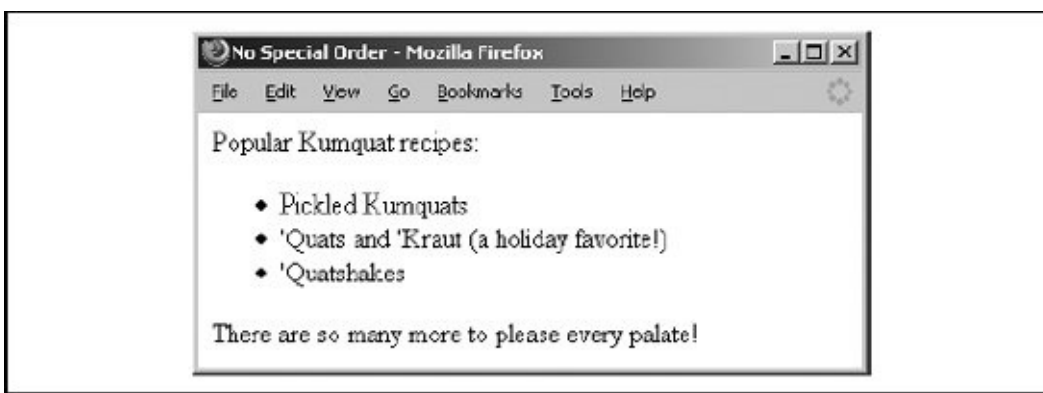 No Special Order - Mozilla Firefox
File Edit View Go Bookmarks Tools Help
Popular Kumquat recipes:
• Pickled Kumquats
• 'Quats and 'Kraut (a holiday favorite!)
• 'Quatshakes
There are so many more to please every palate!